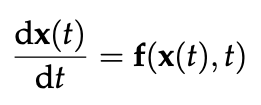 dx(t)/dt = f(x(t), t)